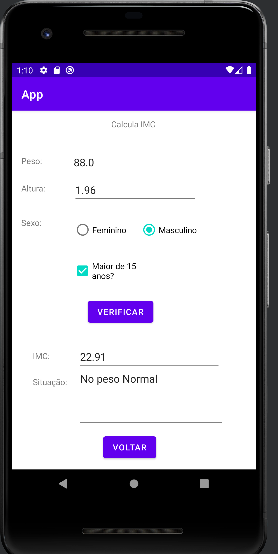 1:10
App
Calcula IMC
Peso:
88.0
Altura:
1.96
Sexo:
Feminino
Masculino
Maior de 15
anos?
VERIFICAR
IMC:
22.91
Situação:
No peso Normal
VOLTAR